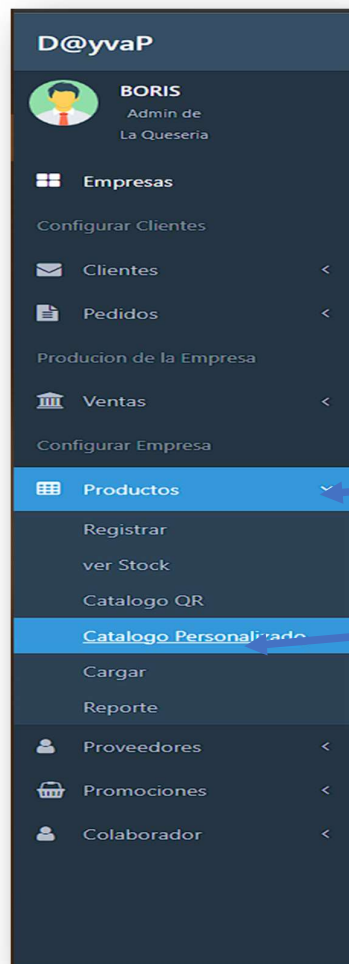 D@yvaP
BORIS
Admin de
La Queseria
Empresas
Configurar Clientes
Clientes
Pedidos
Producion de la Empresa
Ventas
Configurar Empresa
Productos
Registrar
ver Stock
Catalogo QR
Catalogo Personalizado
Cargar
Reporte
Proveedores
Promociones
Colaborador